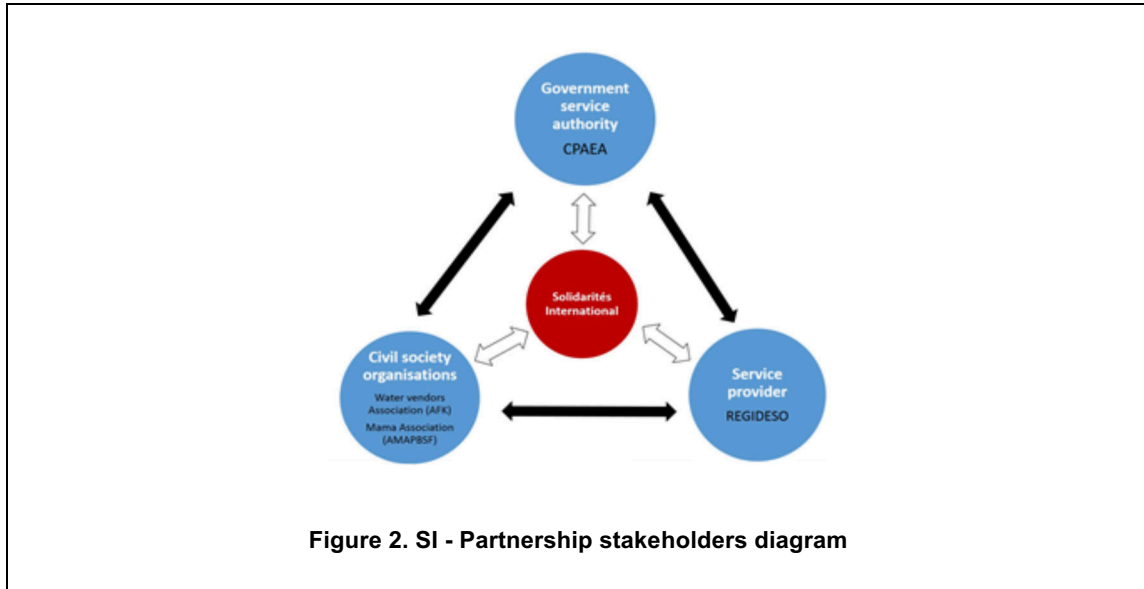 Government
service
authority
CPAEA
Solidarités
International
Civil society
organisations
Water vendors
Association (AFK)
Mama Association
(AMAPBSF)
Service
provider
REGIDESO
Figure 2. SI - Partnership stakeholders diagram